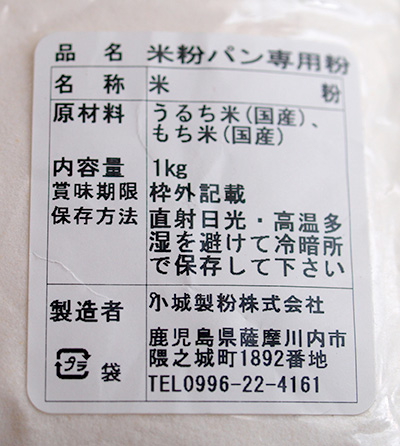 品名 米粉パン専用粉
名称 米粉
原材料 うるち米(国産)、
もち米(国産)
内容量 1kg
賞味期限 枠外記載
保存方法 直射日光・高温多
湿を避けて冷暗所
で保存して下さい
製造者 小城製粉株式会社
鹿児島県薩摩川内市
隈之城町1892番地
プラ 袋 TEL0996-22-4161